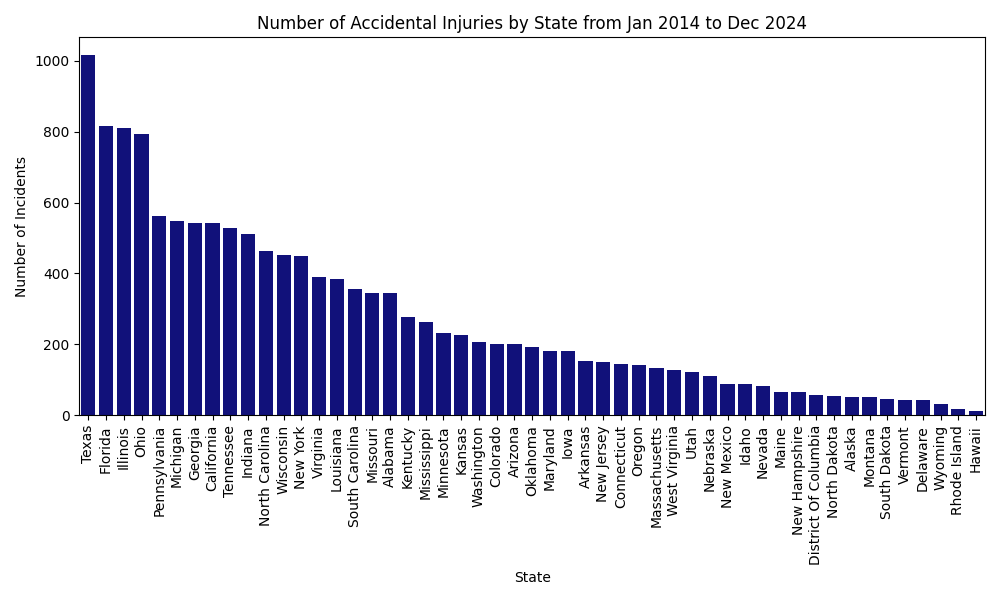 Number of Accidental Injuries by State from Jan 2014 to Dec 2024
Number of Incidents
1000
800
600
400
200
0
Texas
Florida
Illinois
Ohio
Pennsylvania
Michigan
Georgia
California
Tennessee
Indiana
North Carolina
Wisconsin
New York
Virginia
Louisiana
South Carolina
Missouri
Alabama
Kentucky
Mississippi
Minnesota
Kansas
Washington
Colorado
Arizona
Oklahoma
Maryland
Iowa
Arkansas
New Jersey
Connecticut
Oregon
Massachusetts
West Virginia
Utah
Nebraska
New Mexico
Idaho
Nevada
Maine
New Hampshire
District Of Columbia
North Dakota
Alaska
Montana
South Dakota
Vermont
Delaware
Wyoming
Rhode Island
Hawaii
State